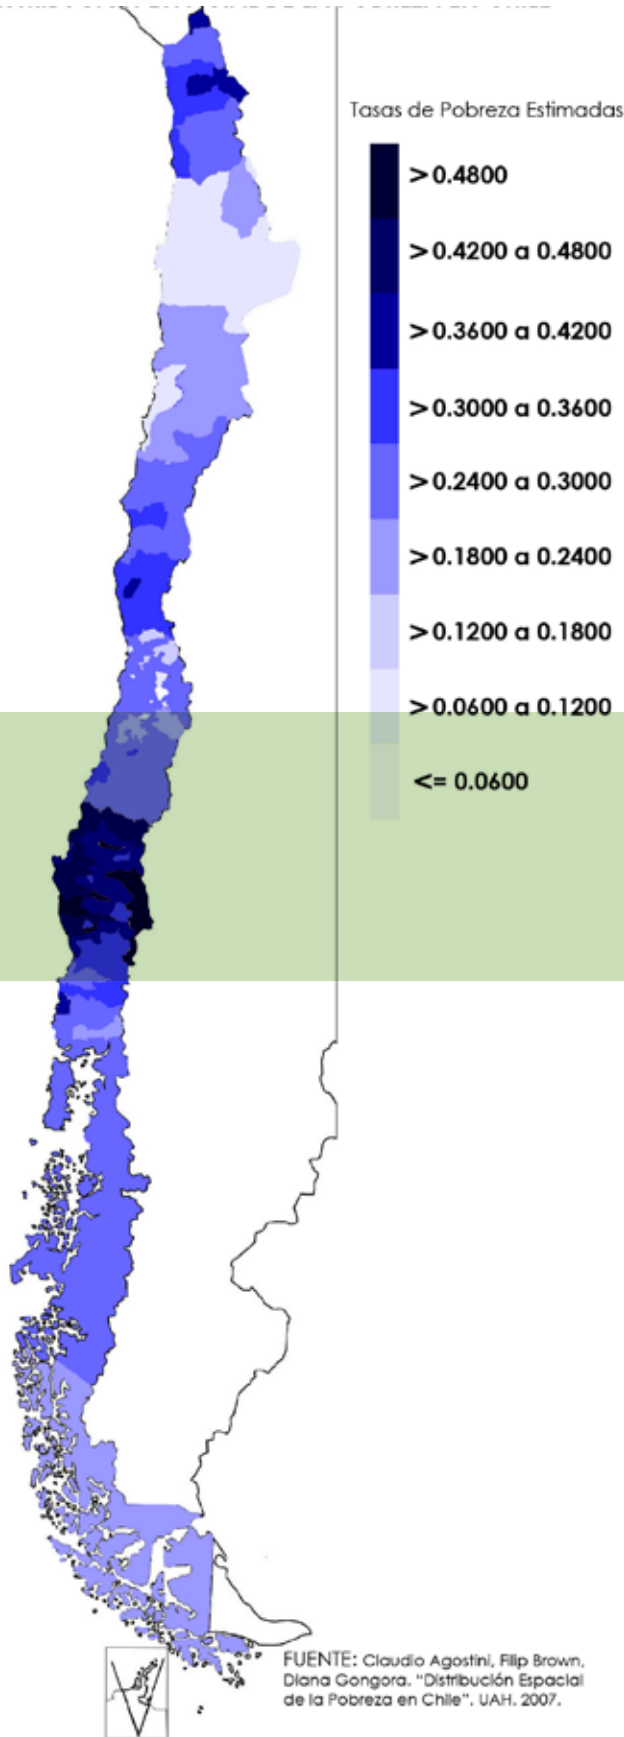 Tasas de Pobreza Estimadas
>0.4800
>0.4200 a 0.4800
>0.3600 a 0.4200
>0.3000 a 0.3600
>0.2400 a 0.3000
>0.1800 a 0.2400
>0.1200 a 0.1800
>0.0600 a 0.1200
<= 0.0600
FUENTE: Claudio Agostini, Filip Brown,
Diana Gongora. “Distribución Espacial
de la Pobreza en Chile”. UAH. 2007.